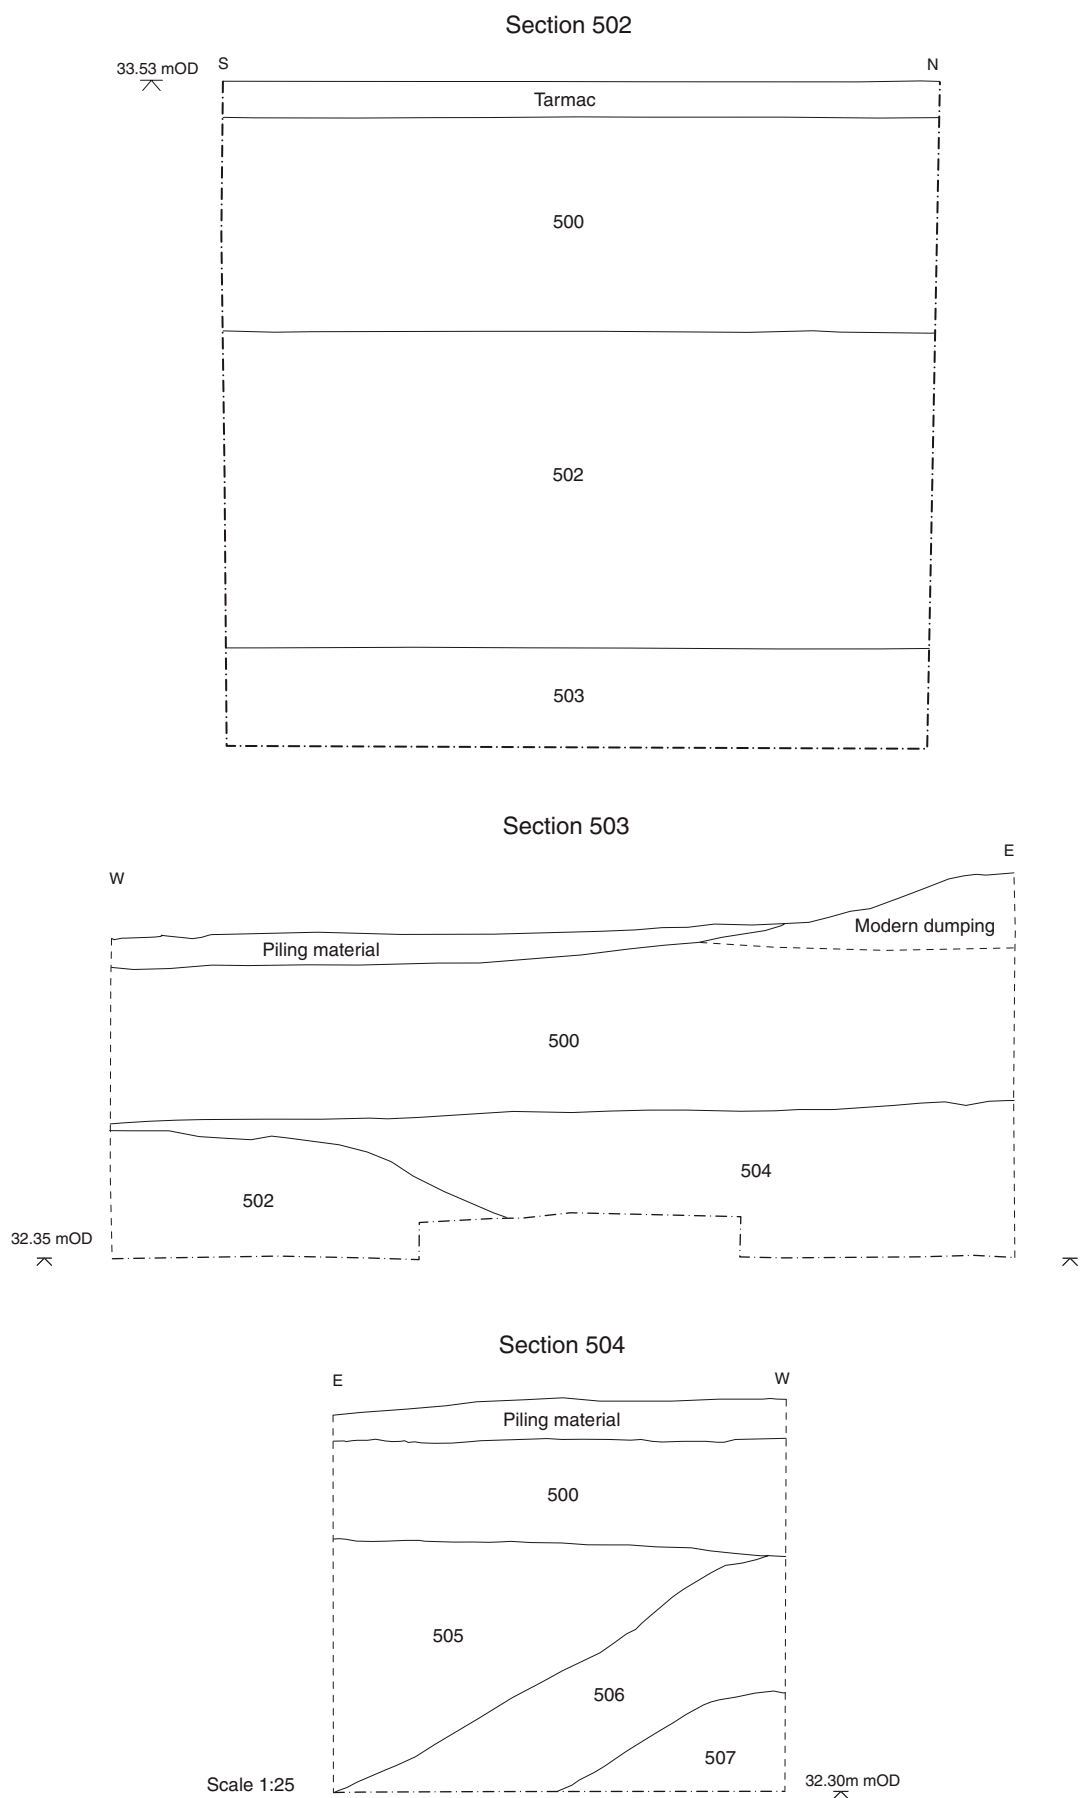 Section 502
33.53 mOD
S
N
Tarmac
500
502
503
Section 503
W
E
Modern dumping
Piling material
500
504
502
32.35 mOD
Section 504
E
W
Piling material
500
505
506
507
Scale 1:25
32.30m mOD